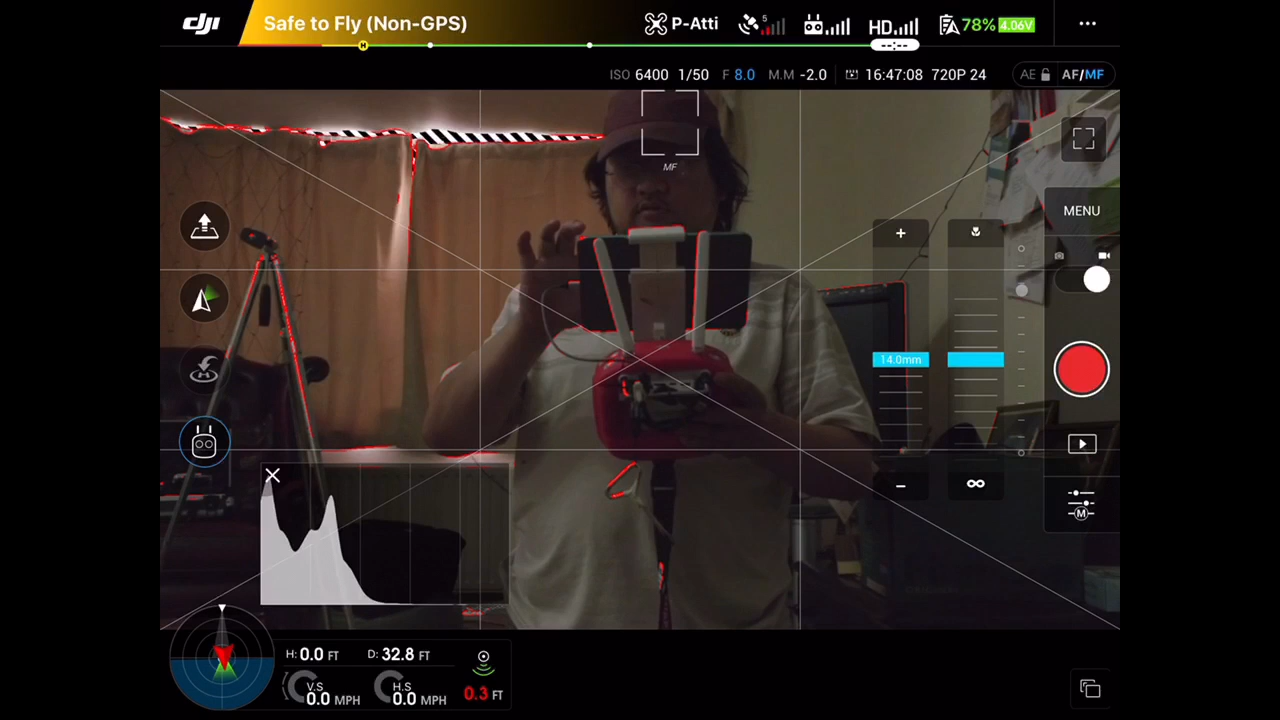 dji Safe to Fly (Non-GPS) P-Atti 5 HD 78% 4.06V
H --:--
ISO 6400 1/50 F 8.0 M.M -2.0 16:47:08 720P 24 AE AF/MF
MF
MENU
+
14.0mm
− ∞
M
H
H: 0.0 FT D: 32.8 FT
V.S 0.0 MPH H.S 0.0 MPH 0.3 FT